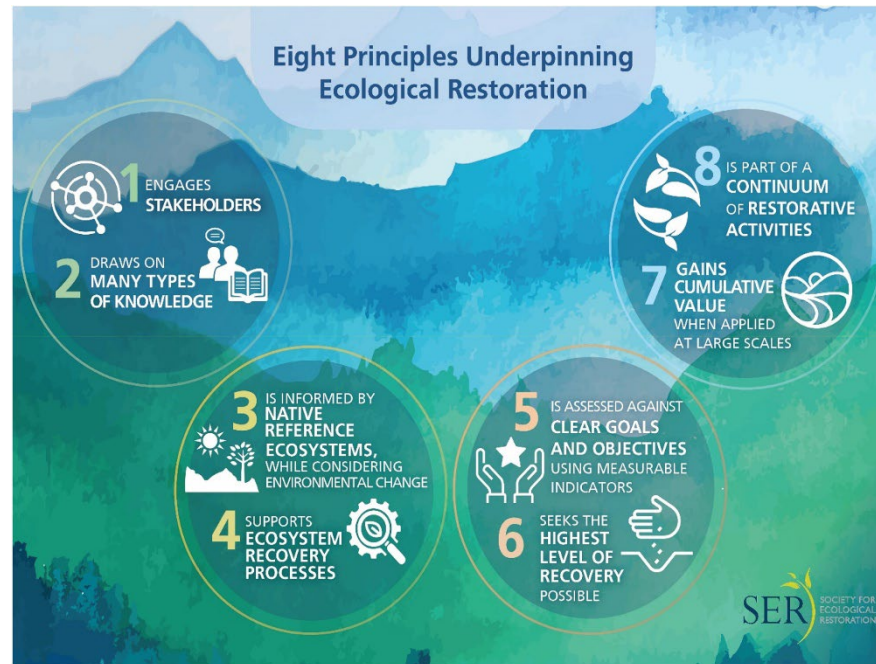 Eight Principles Underpinning
Ecological Restoration
1 ENGAGES
STAKEHOLDERS
2 DRAWS ON
MANY TYPES
OF KNOWLEDGE
3 IS INFORMED BY
NATIVE
REFERENCE
ECOSYSTEMS,
WHILE CONSIDERING
ENVIRONMENTAL CHANGE
4 SUPPORTS
ECOSYSTEM
RECOVERY
PROCESSES
5 IS ASSESSED AGAINST
CLEAR GOALS
AND OBJECTIVES
USING MEASURABLE
INDICATORS
6 SEEKS THE
HIGHEST
LEVEL OF
RECOVERY
POSSIBLE
7 GAINS
CUMULATIVE
VALUE
WHEN APPLIED
AT LARGE SCALES
8 IS PART OF A
CONTINUUM
OF RESTORATIVE
ACTIVITIES
SER
SOCIETY FOR
ECOLOGICAL
RESTORATION